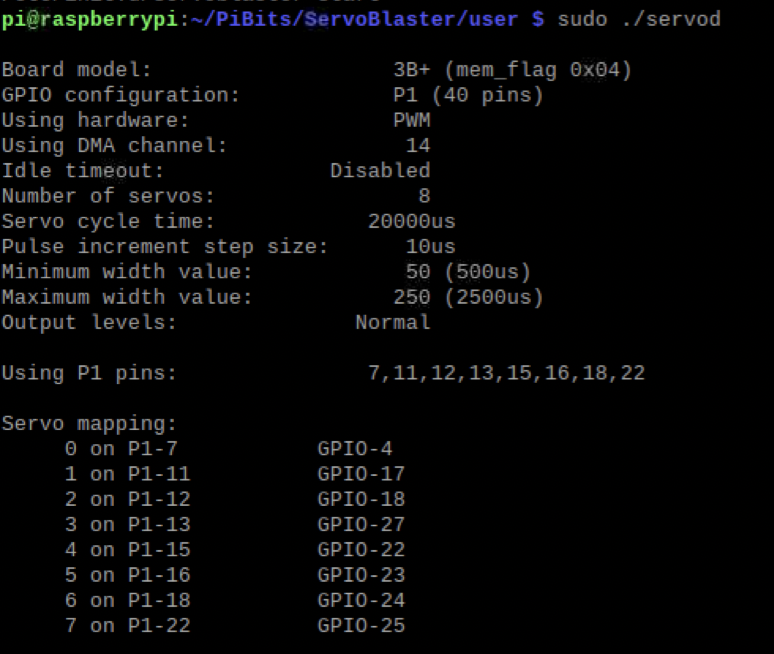 pi@raspberrypi:~/PiBits/ServoBlaster/user $ sudo ./servod
Board model: 3B+ (mem_flag 0x04)
GPIO configuration: P1 (40 pins)
Using hardware: PWM
Using DMA channel: 14
Idle timeout: Disabled
Number of servos: 8
Servo cycle time: 20000us
Pulse increment step size: 10us
Minimum width value: 50 (500us)
Maximum width value: 250 (2500us)
Output levels: Normal
Using P1 pins: 7,11,12,13,15,16,18,22
Servo mapping:
0 on P1-7 GPIO-4
1 on P1-11 GPIO-17
2 on P1-12 GPIO-18
3 on P1-13 GPIO-27
4 on P1-15 GPIO-22
5 on P1-16 GPIO-23
6 on P1-18 GPIO-24
7 on P1-22 GPIO-25